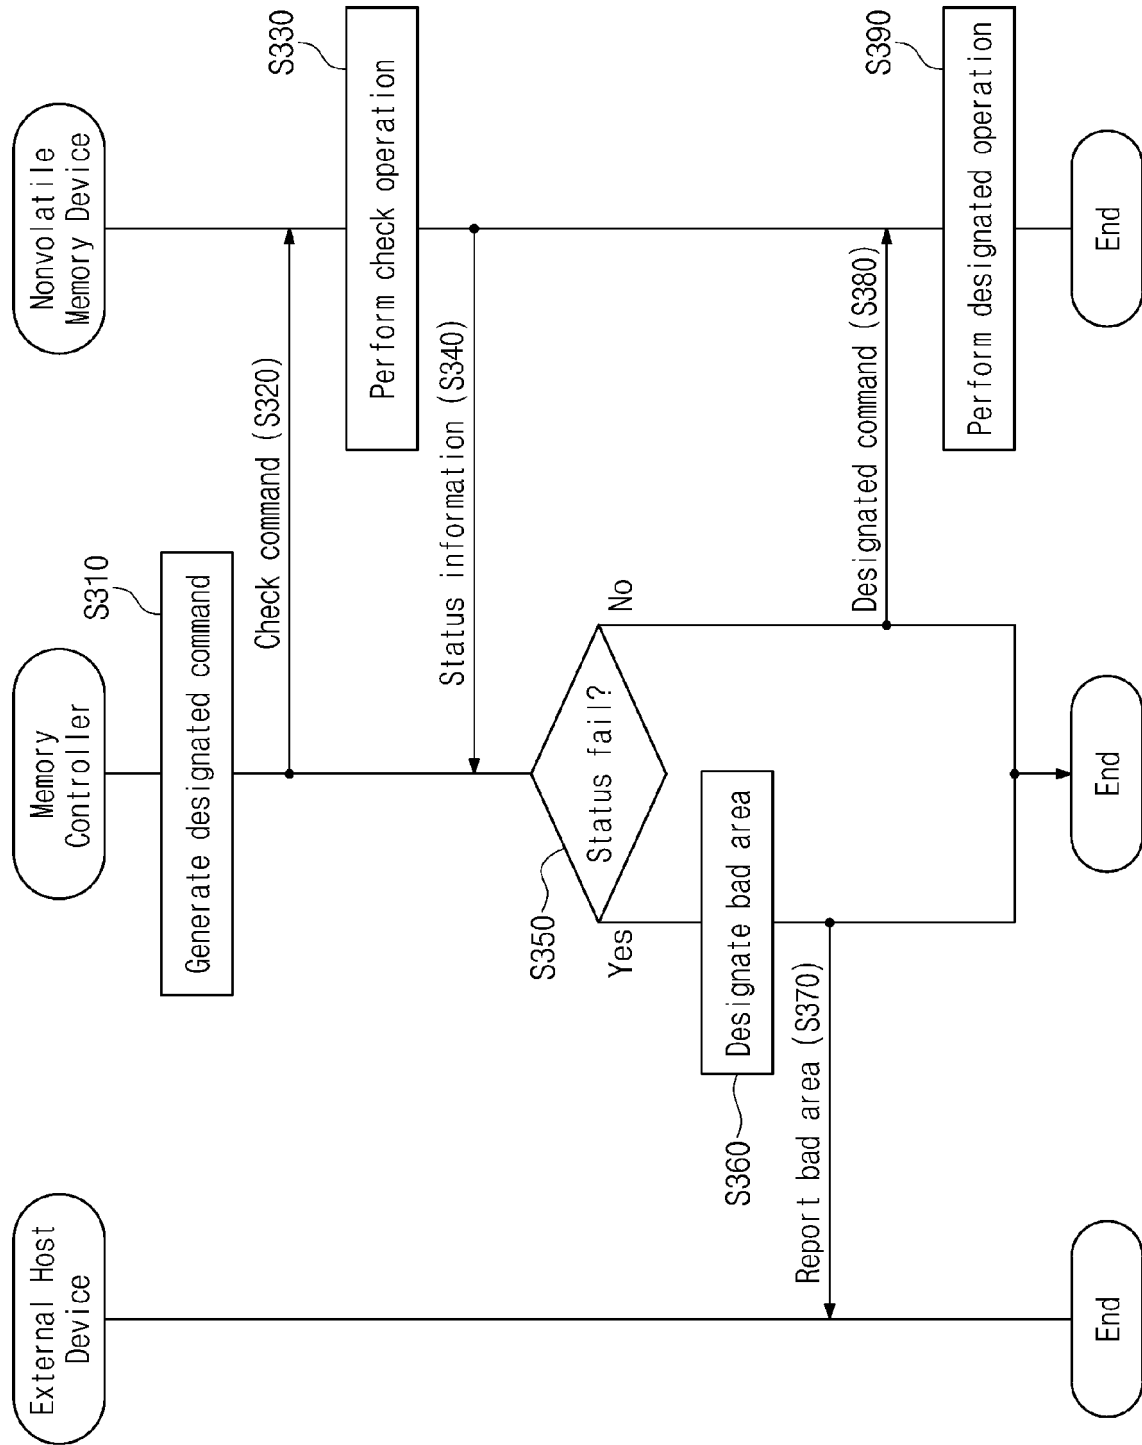 External Host
Device
Memory
Controller
Nonvolatile
Memory Device
S310
Generate designated command
Check command (S320)
S330
Perform check operation
Status information (S340)
S350
Status fail?
Yes
No
S360
Designate bad area
Report bad area (S370)
Designated command (S380)
S390
Perform designated operation
End
End
End